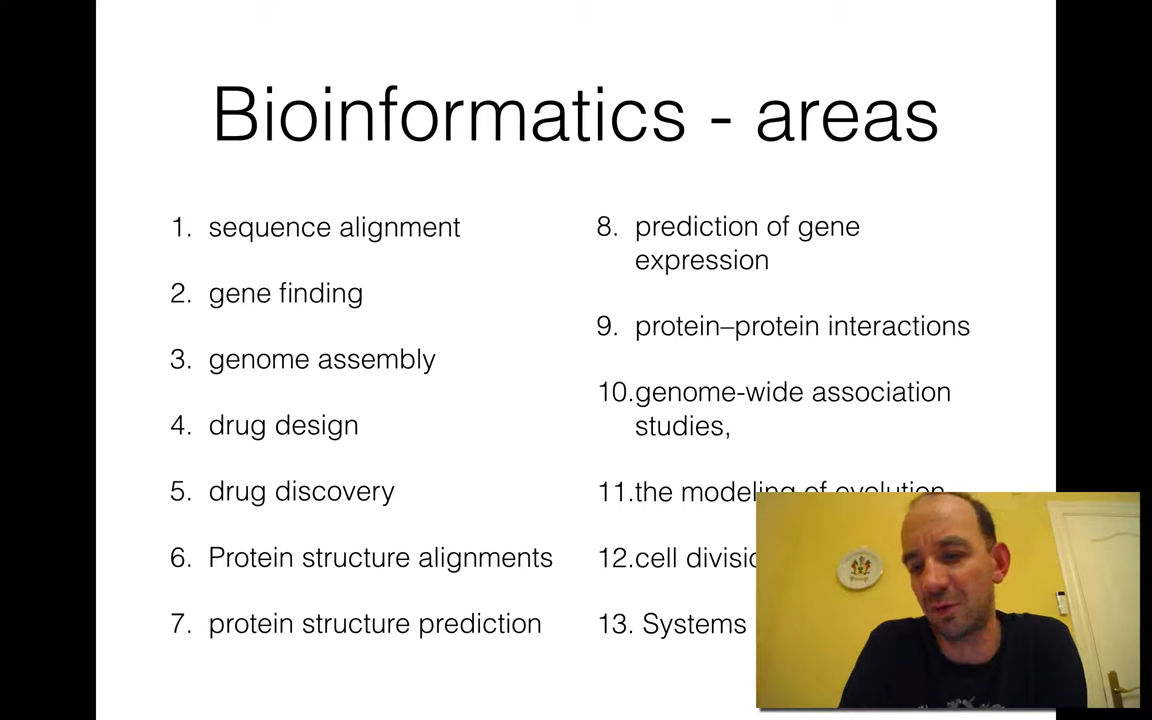 Bioinformatics - areas
1. sequence alignment
2. gene finding
3. genome assembly
4. drug design
5. drug discovery
6. Protein structure alignments
7. protein structure prediction
8. prediction of gene
expression
9. protein–protein interactions
10.genome-wide association
studies,
11.the modeling of evolution
12.cell
13. Systems